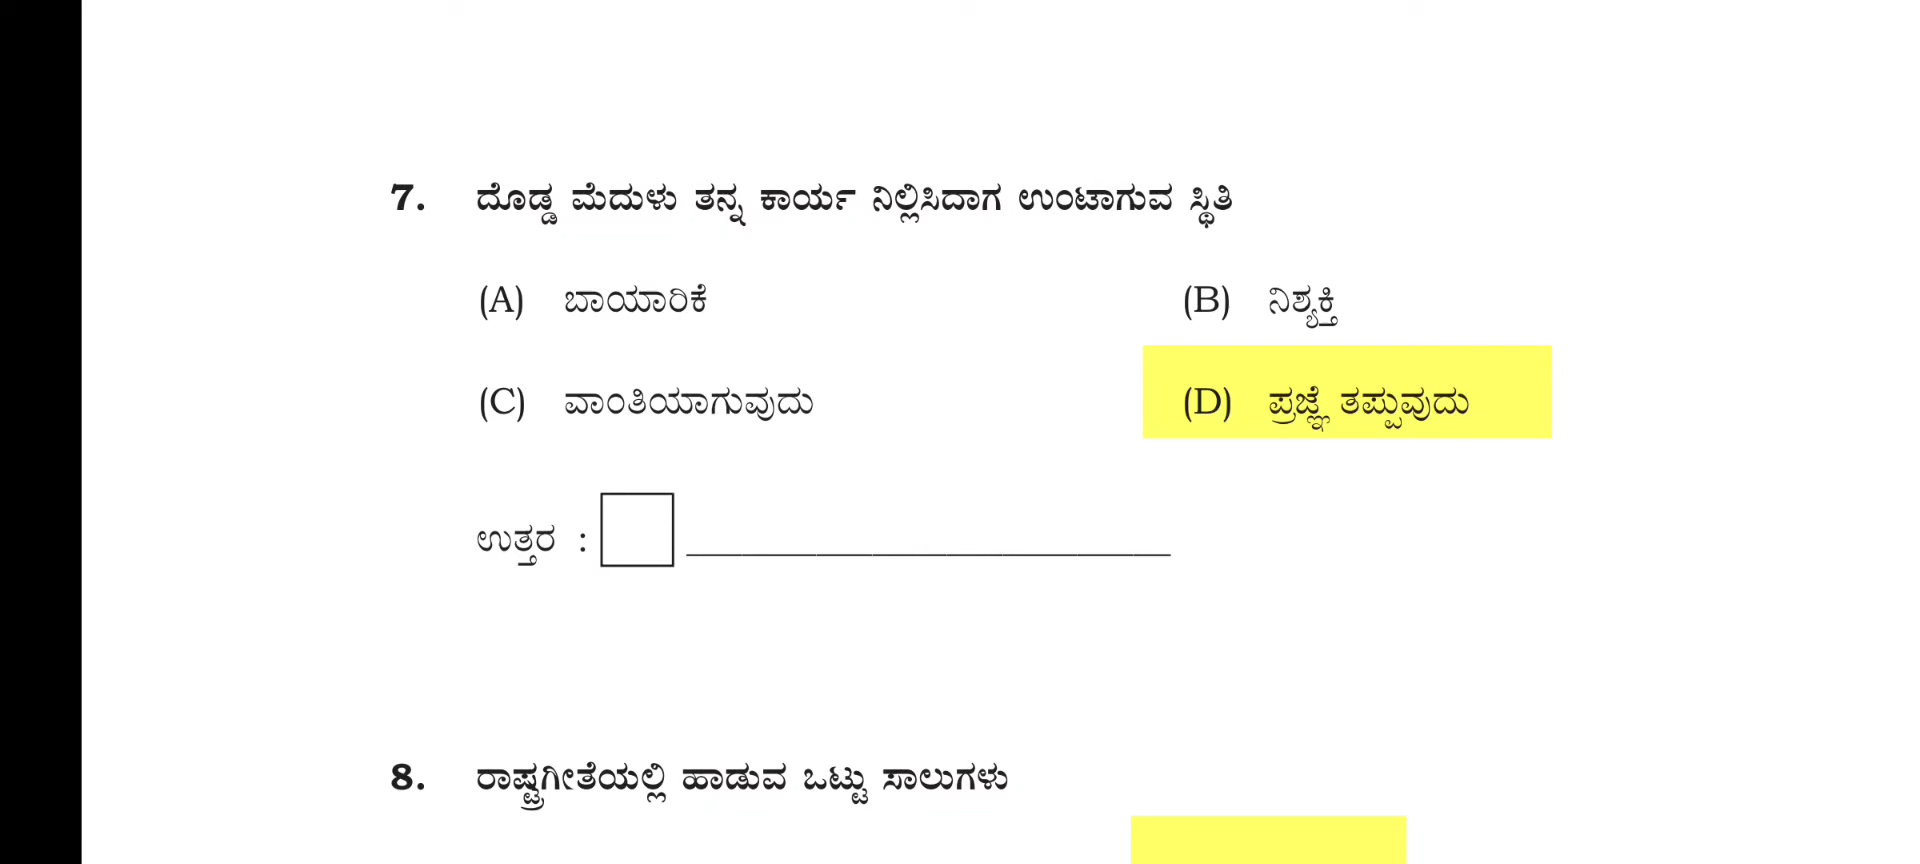 7. ದೊಡ್ಡ ಮೆದುಳು ತನ್ನ ಕಾರ್ಯ ನಿಲ್ಲಿಸಿದಾಗ ಉಂಟಾಗುವ ಸ್ಥಿತಿ
(A) ಬಾಯಾರಿಕೆ (B) ನಿಶ್ಯಕ್ತಿ
(C) ವಾಂತಿಯಾಗುವುದು (D) ಪ್ರಜ್ಞೆ ತಪ್ಪುವುದು
ಉತ್ತರ :
8. ರಾಷ್ಟ್ರಗೀತೆಯಲ್ಲಿ ಹಾಡುವ ಒಟ್ಟು ಸಾಲುಗಳು